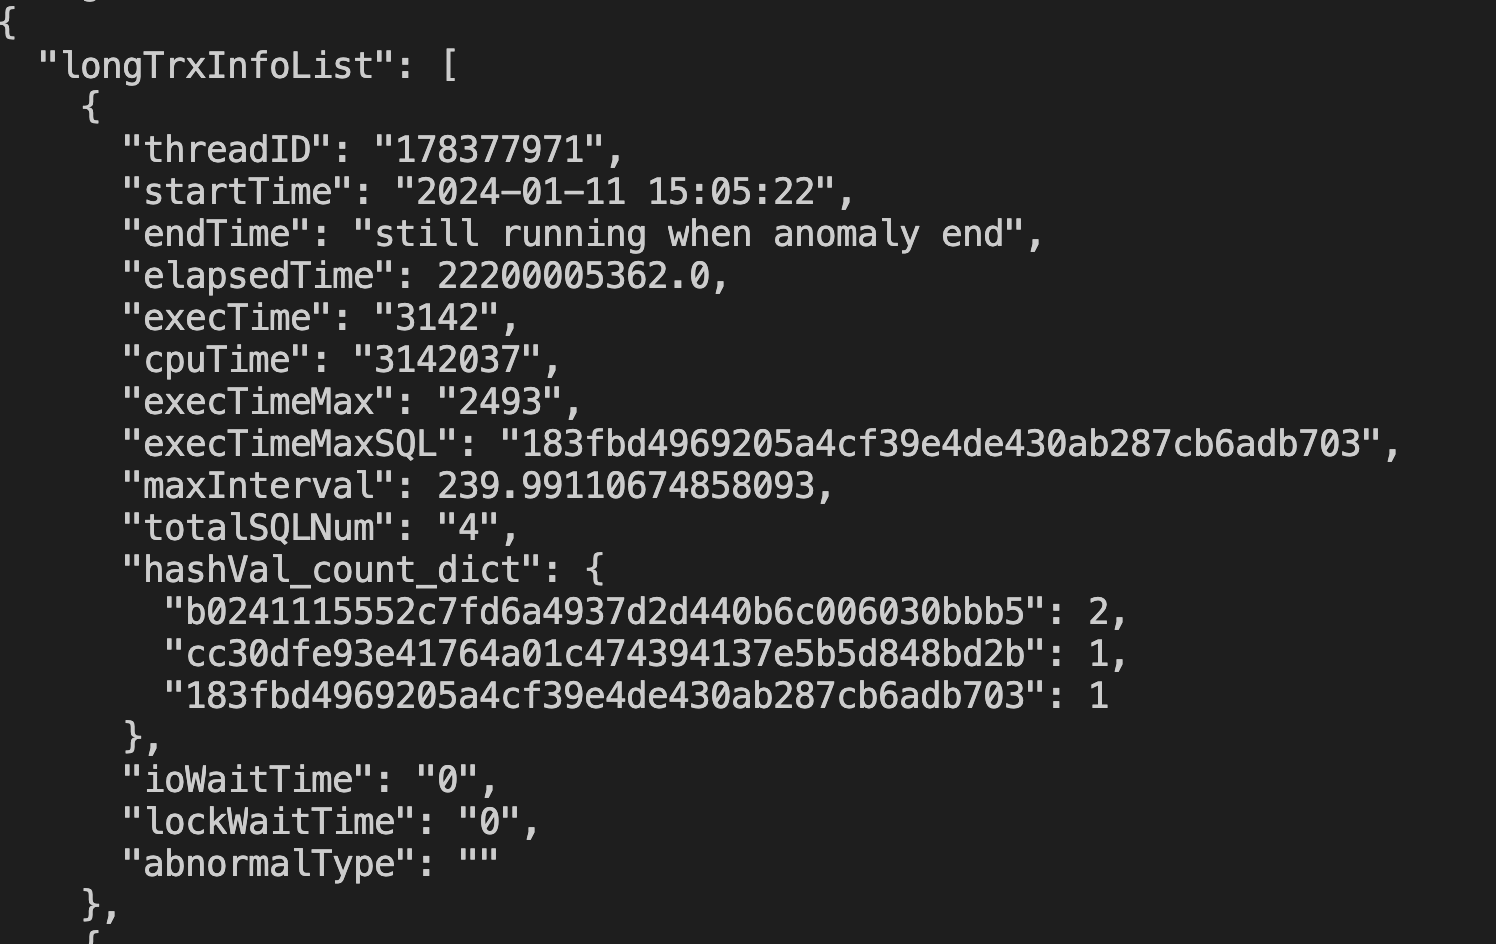 {
"longTrxInfoList": [
{
"threadID": "178377971",
"startTime": "2024-01-11 15:05:22",
"endTime": "still running when anomaly end",
"elapsedTime": 22200005362.0,
"execTime": "3142",
"cpuTime": "3142037",
"execTimeMax": "2493",
"execTimeMaxSQL": "183fbd4969205a4cf39e4de430ab287cb6adb703",
"maxInterval": 239.99110674858093,
"totalSQLNum": "4",
"hashVal_count_dict": {
"b0241115552c7fd6a4937d2d440b6c006030bbb5": 2,
"cc30dfe93e41764a01c474394137e5b5d848bd2b": 1,
"183fbd4969205a4cf39e4de430ab287cb6adb703": 1
},
"ioWaitTime": "0",
"lockWaitTime": "0",
"abnormalType": ""
},
{